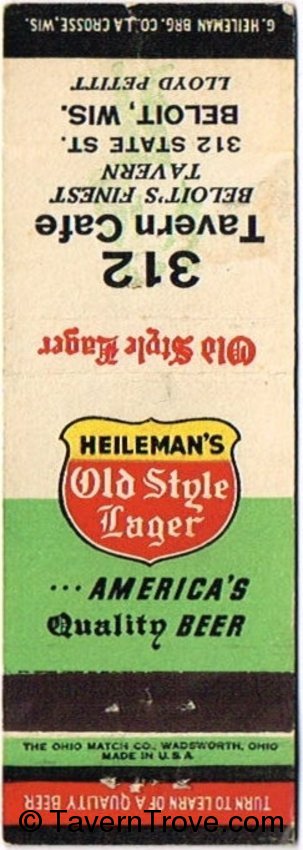 G. HEILEMAN BRG. CO. LA CROSSE, WIS.
312
Tavern Cafe
BELOIT'S FINEST
TAVERN
312 STATE ST.
BELOIT, WIS.
LLOYD PETITT
Old Style Lager
HEILEMAN'S
Old Style
Lager
...AMERICA'S
Quality BEER
THE OHIO MATCH CO., WADSWORTH, OHIO
MADE IN U.S.A.
TURN TO LEARN OF A QUALITY BEER
© TavernTrove.com